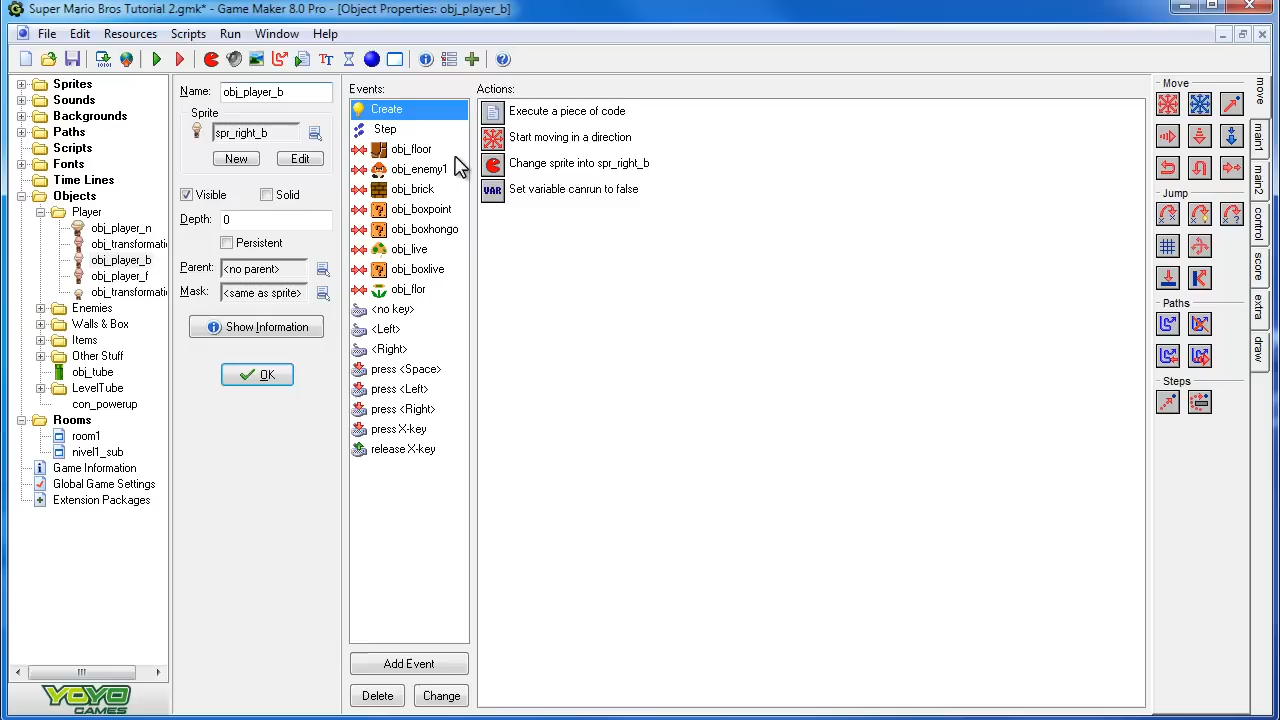 Super Mario Bros Tutorial 2.gmk* - Game Maker 8.0 Pro - [Object Properties: obj_player_b]
File Edit Resources Scripts Run Window Help
Sprites
Sounds
Backgrounds
Paths
Scripts
Fonts
Time Lines
Objects
Player
obj_player_n
obj_transformatio
obj_player_b
obj_player_f
obj_transformatio
Enemies
Walls & Box
Items
Other Stuff
obj_tube
LevelTube
con_powerup
Rooms
room1
nivel1_sub
Game Information
Global Game Settings
Extension Packages
YOYO
GAMES
Name: obj_player_b
Sprite
spr_right_b
New Edit
Visible Solid
Depth: 0
Persistent
Parent: <no parent>
Mask: <same as sprite>
Show Information
OK
Events:
Create
Step
obj_floor
obj_enemy1
obj_brick
obj_boxpoint
obj_boxhongo
obj_live
obj_boxlive
obj_flor
<no key>
<Left>
<Right>
press <Space>
press <Left>
press <Right>
press X-key
release X-key
Add Event
Delete Change
Actions:
Execute a piece of code
Start moving in a direction
Change sprite into spr_right_b
VAR Set variable canrun to false
Move
Jump
Paths
Steps
move
main1
main2
control
score
extra
draw